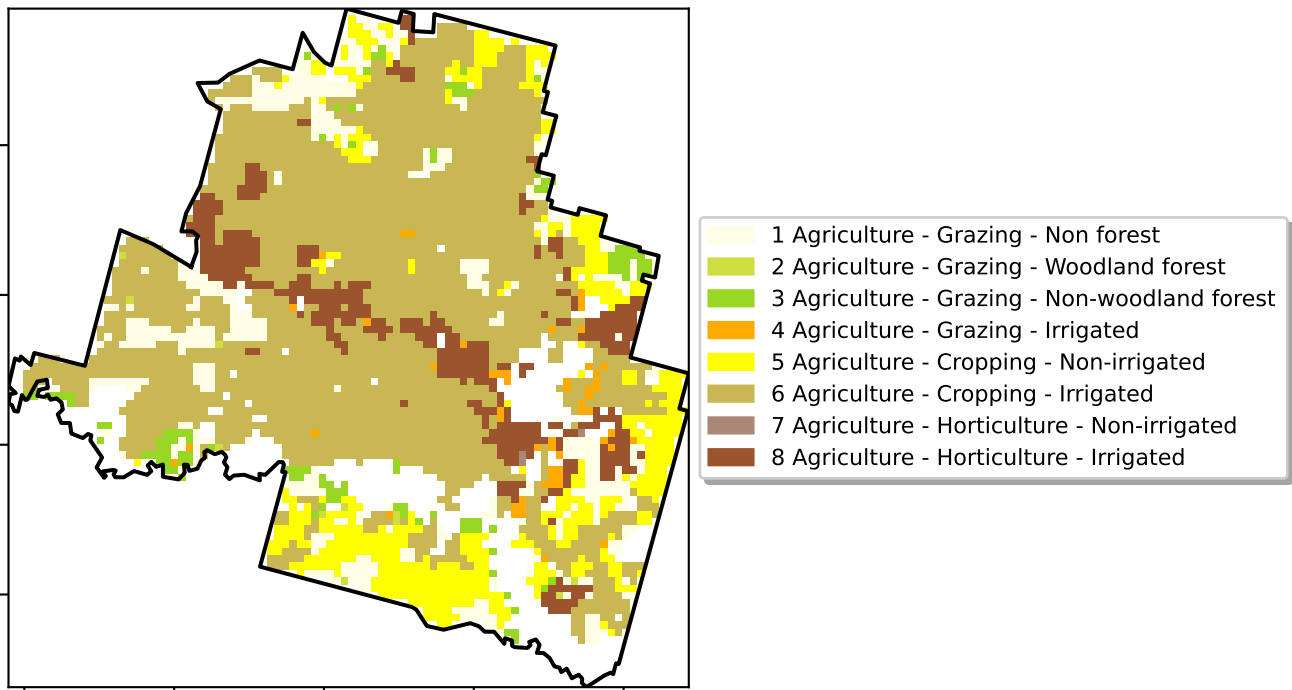 1 Agriculture - Grazing - Non forest
2 Agriculture - Grazing - Woodland forest
3 Agriculture - Grazing - Non-woodland forest
4 Agriculture - Grazing - Irrigated
5 Agriculture - Cropping - Non-irrigated
6 Agriculture - Cropping - Irrigated
7 Agriculture - Horticulture - Non-irrigated
8 Agriculture - Horticulture - Irrigated